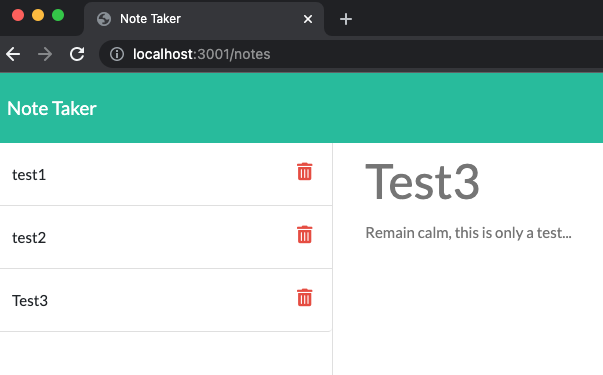 Note Taker
localhost:3001/notes
Note Taker
test1
test2
Test3
Test3
Remain calm, this is only a test...